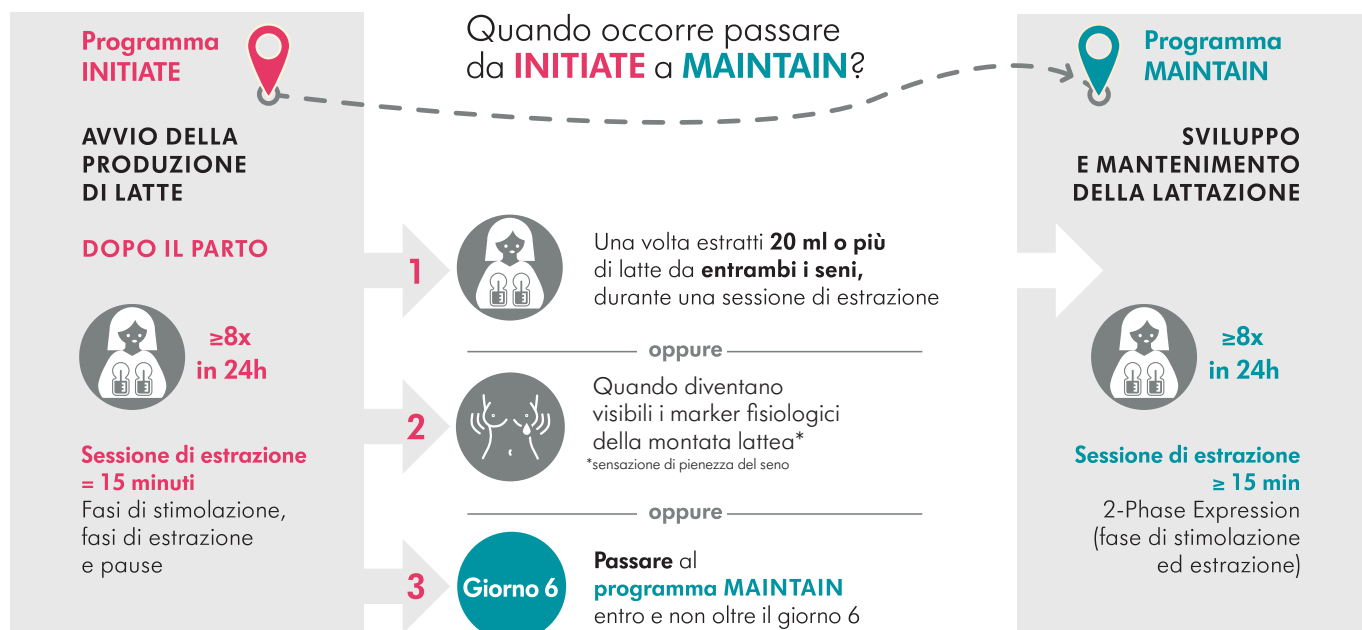 Programma
INITIATE
AVVIO DELLA
PRODUZIONE
DI LATTE
DOPO IL PARTO
≥8x
in 24h
Sessione di estrazione
= 15 minuti
Fasi di stimolazione,
fasi di estrazione
e pause
Quando occorre passare
da INITIATE a MAINTAIN?
1
Una volta estratti 20 ml o più
di latte da entrambi i seni,
durante una sessione di estrazione
oppure
2
Quando diventano
visibili i marker fisiologici
della montata lattea*
*sensazione di pienezza del seno
oppure
3
Giorno 6
Passare al
programma MAINTAIN
entro e non oltre il giorno 6
Programma
MAINTAIN
SVILUPPO
E MANTENIMENTO
DELLA LATTAZIONE
≥8x
in 24h
Sessione di estrazione
≥ 15 min
2-Phase Expression
(fase di stimolazione
ed estrazione)